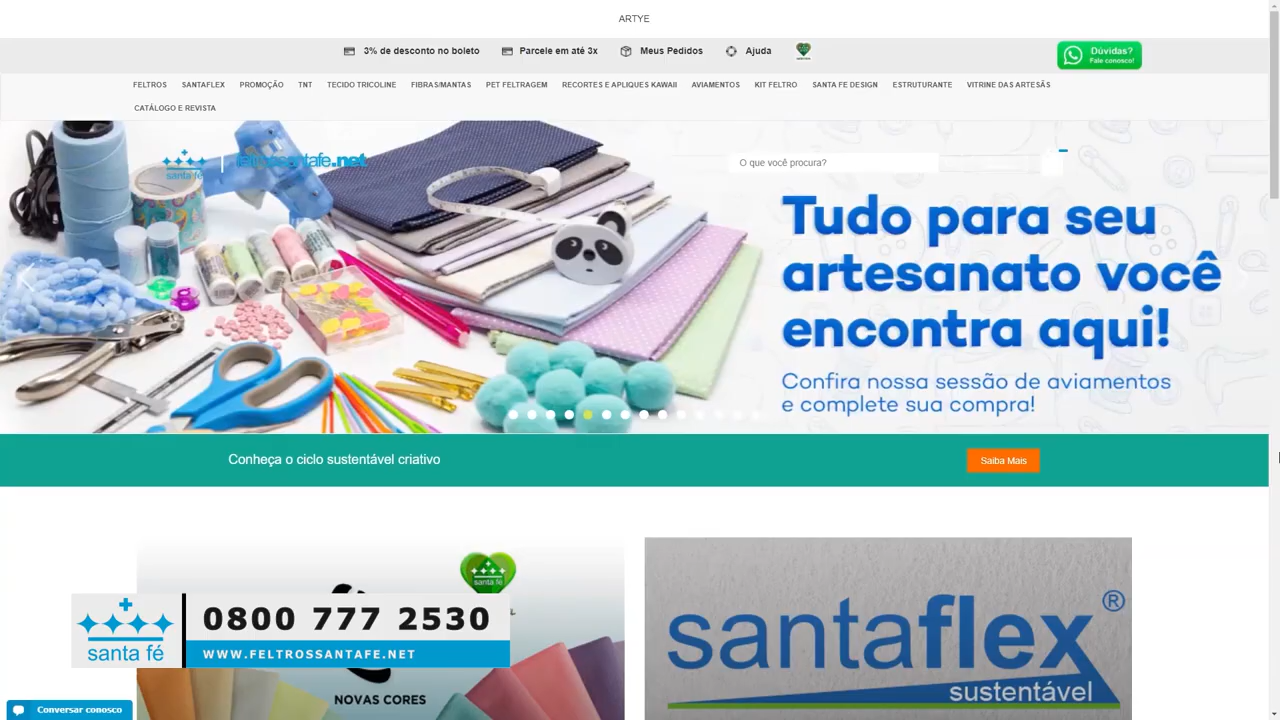 ARTYE
3% de desconto no boleto
Parcele em até 3x
Meus Pedidos
Ajuda
Dúvidas?
Fale conosco!
FELTROS SANTAFLEX PROMOÇÃO TNT TECIDO TRICOLINE FIBRAS/MANTAS PET FELTRAGEM RECORTES E APLIQUES KAWAII AVIAMENTOS KIT FELTRO SANTA FE DESIGN ESTRUTURANTE VITRINE DAS ARTESÃS
CATÁLOGO E REVISTA
santa fé
feltrossantafe.net
O que você procura?
Tudo para seu
artesanato você
encontra aqui!
Confira nossa sessão de aviamentos
e complete sua compra!
Conheça o ciclo sustentável criativo
Saiba Mais
santa fé
santaflex®
sustentável
santa fé
0800 777 2530
WWW.FELTROSSANTAFE.NET
NOVAS CORES
Conversar conosco